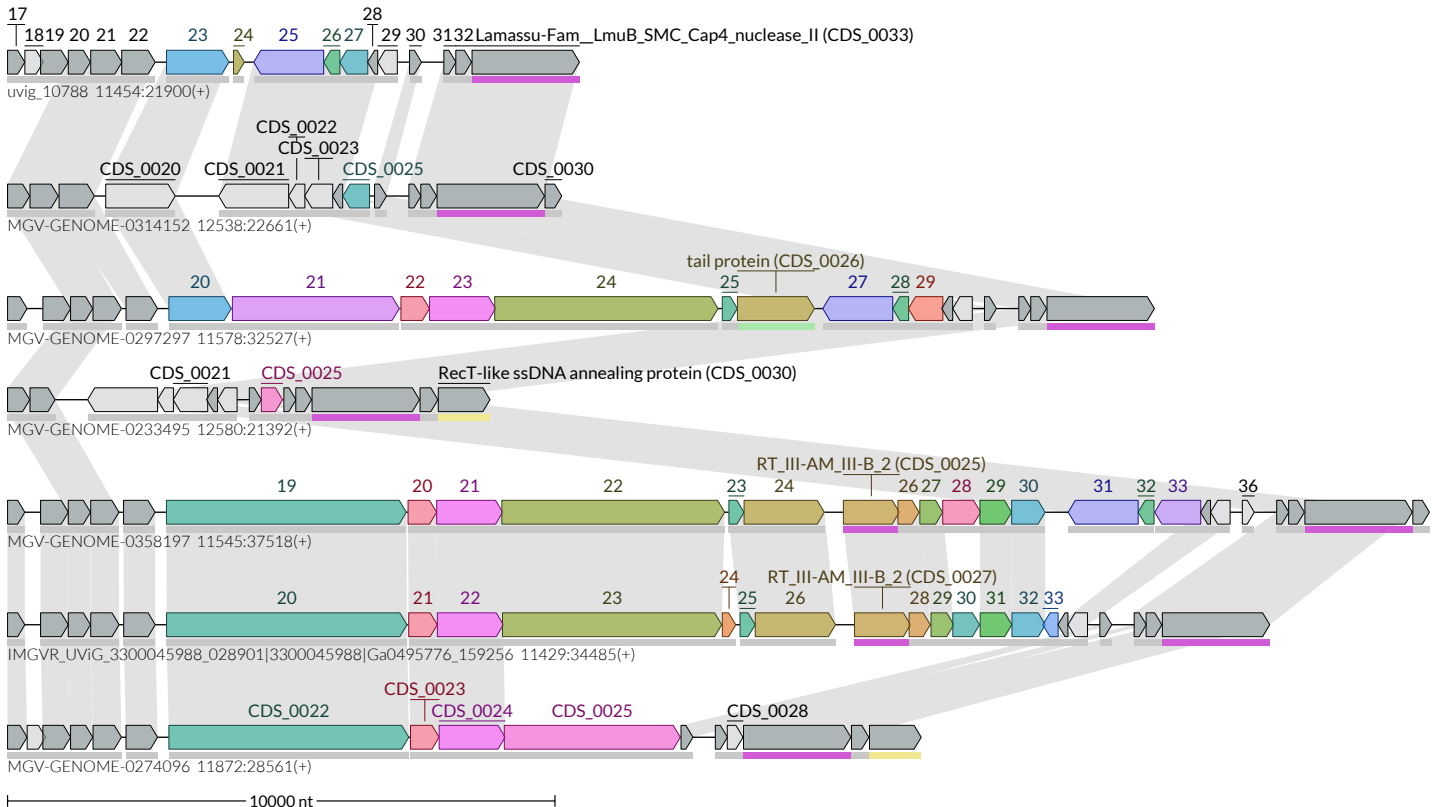 17 28
18 19 20 21 22 23 24 25 26 27 29 30 31 32 Lamassu-Fam__LmuB_SMC_Cap4_nuclease_II (CDS_0033)
uvig_10788 11454:21900(+)
CDS_0022
CDS_0023
CDS_0020 CDS_0021 CDS_0025 CDS_0030
MGV-GENOME-0314152 12538:22661(+)
tail protein (CDS_0026)
20 21 22 23 24 25 27 28 29
MGV-GENOME-0297297 11578:32527(+)
CDS_0021 CDS_0025 RecT-like ssDNA annealing protein (CDS_0030)
MGV-GENOME-0233495 12580:21392(+)
RT_III-AM_III-B_2 (CDS_0025)
19 20 21 22 23 24 26 27 28 29 30 31 32 33 36
MGV-GENOME-0358197 11545:37518(+)
24 RT_III-AM_III-B_2 (CDS_0027)
20 21 22 23 25 26 28 29 30 31 32 33
IMGVR_UViG_3300045988_028901|3300045988|Ga0495776_159256 11429:34485(+)
CDS_0023
CDS_0022 CDS_0024 CDS_0025 CDS_0028
MGV-GENOME-0274096 11872:28561(+)
10000 nt